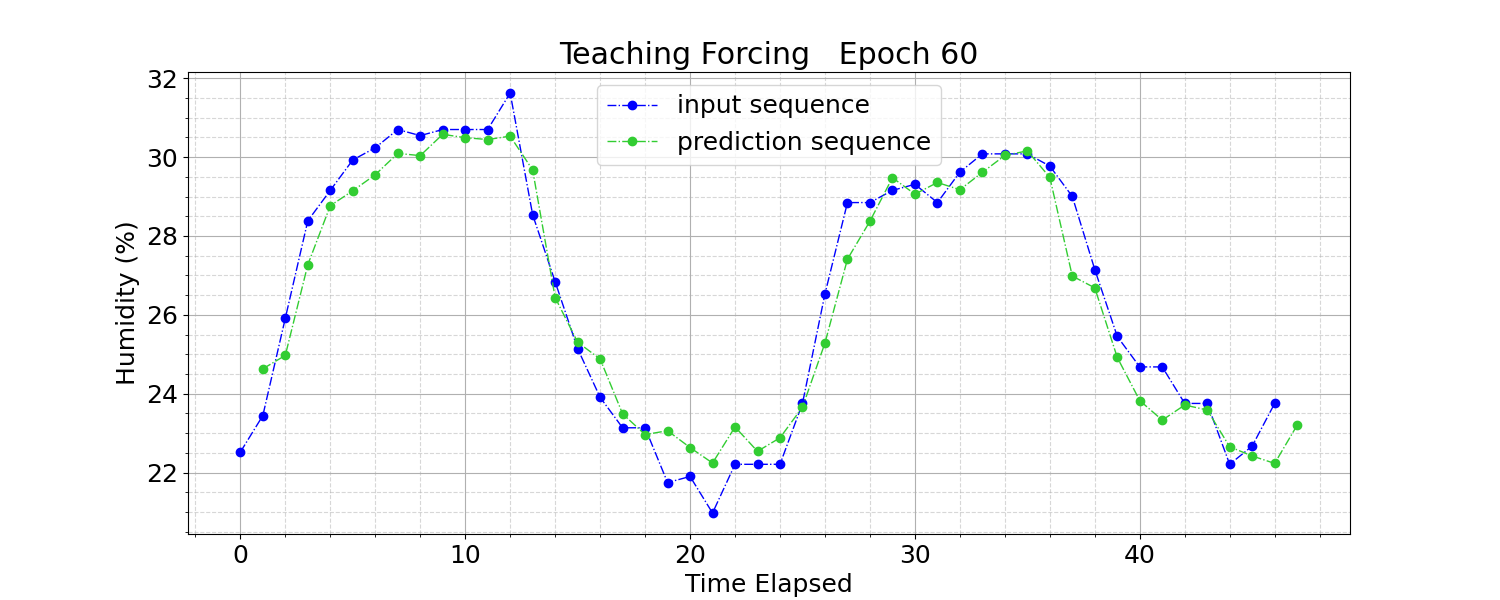 Teaching Forcing   Epoch 60
input sequence
prediction sequence
Humidity (%)
32
30
28
26
24
22
0 10 20 30 40
Time Elapsed